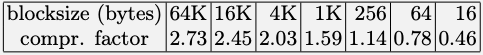 blocksize (bytes) 64K 16K 4K 1K 256 64 16
compr. factor 2.73 2.45 2.03 1.59 1.14 0.78 0.46